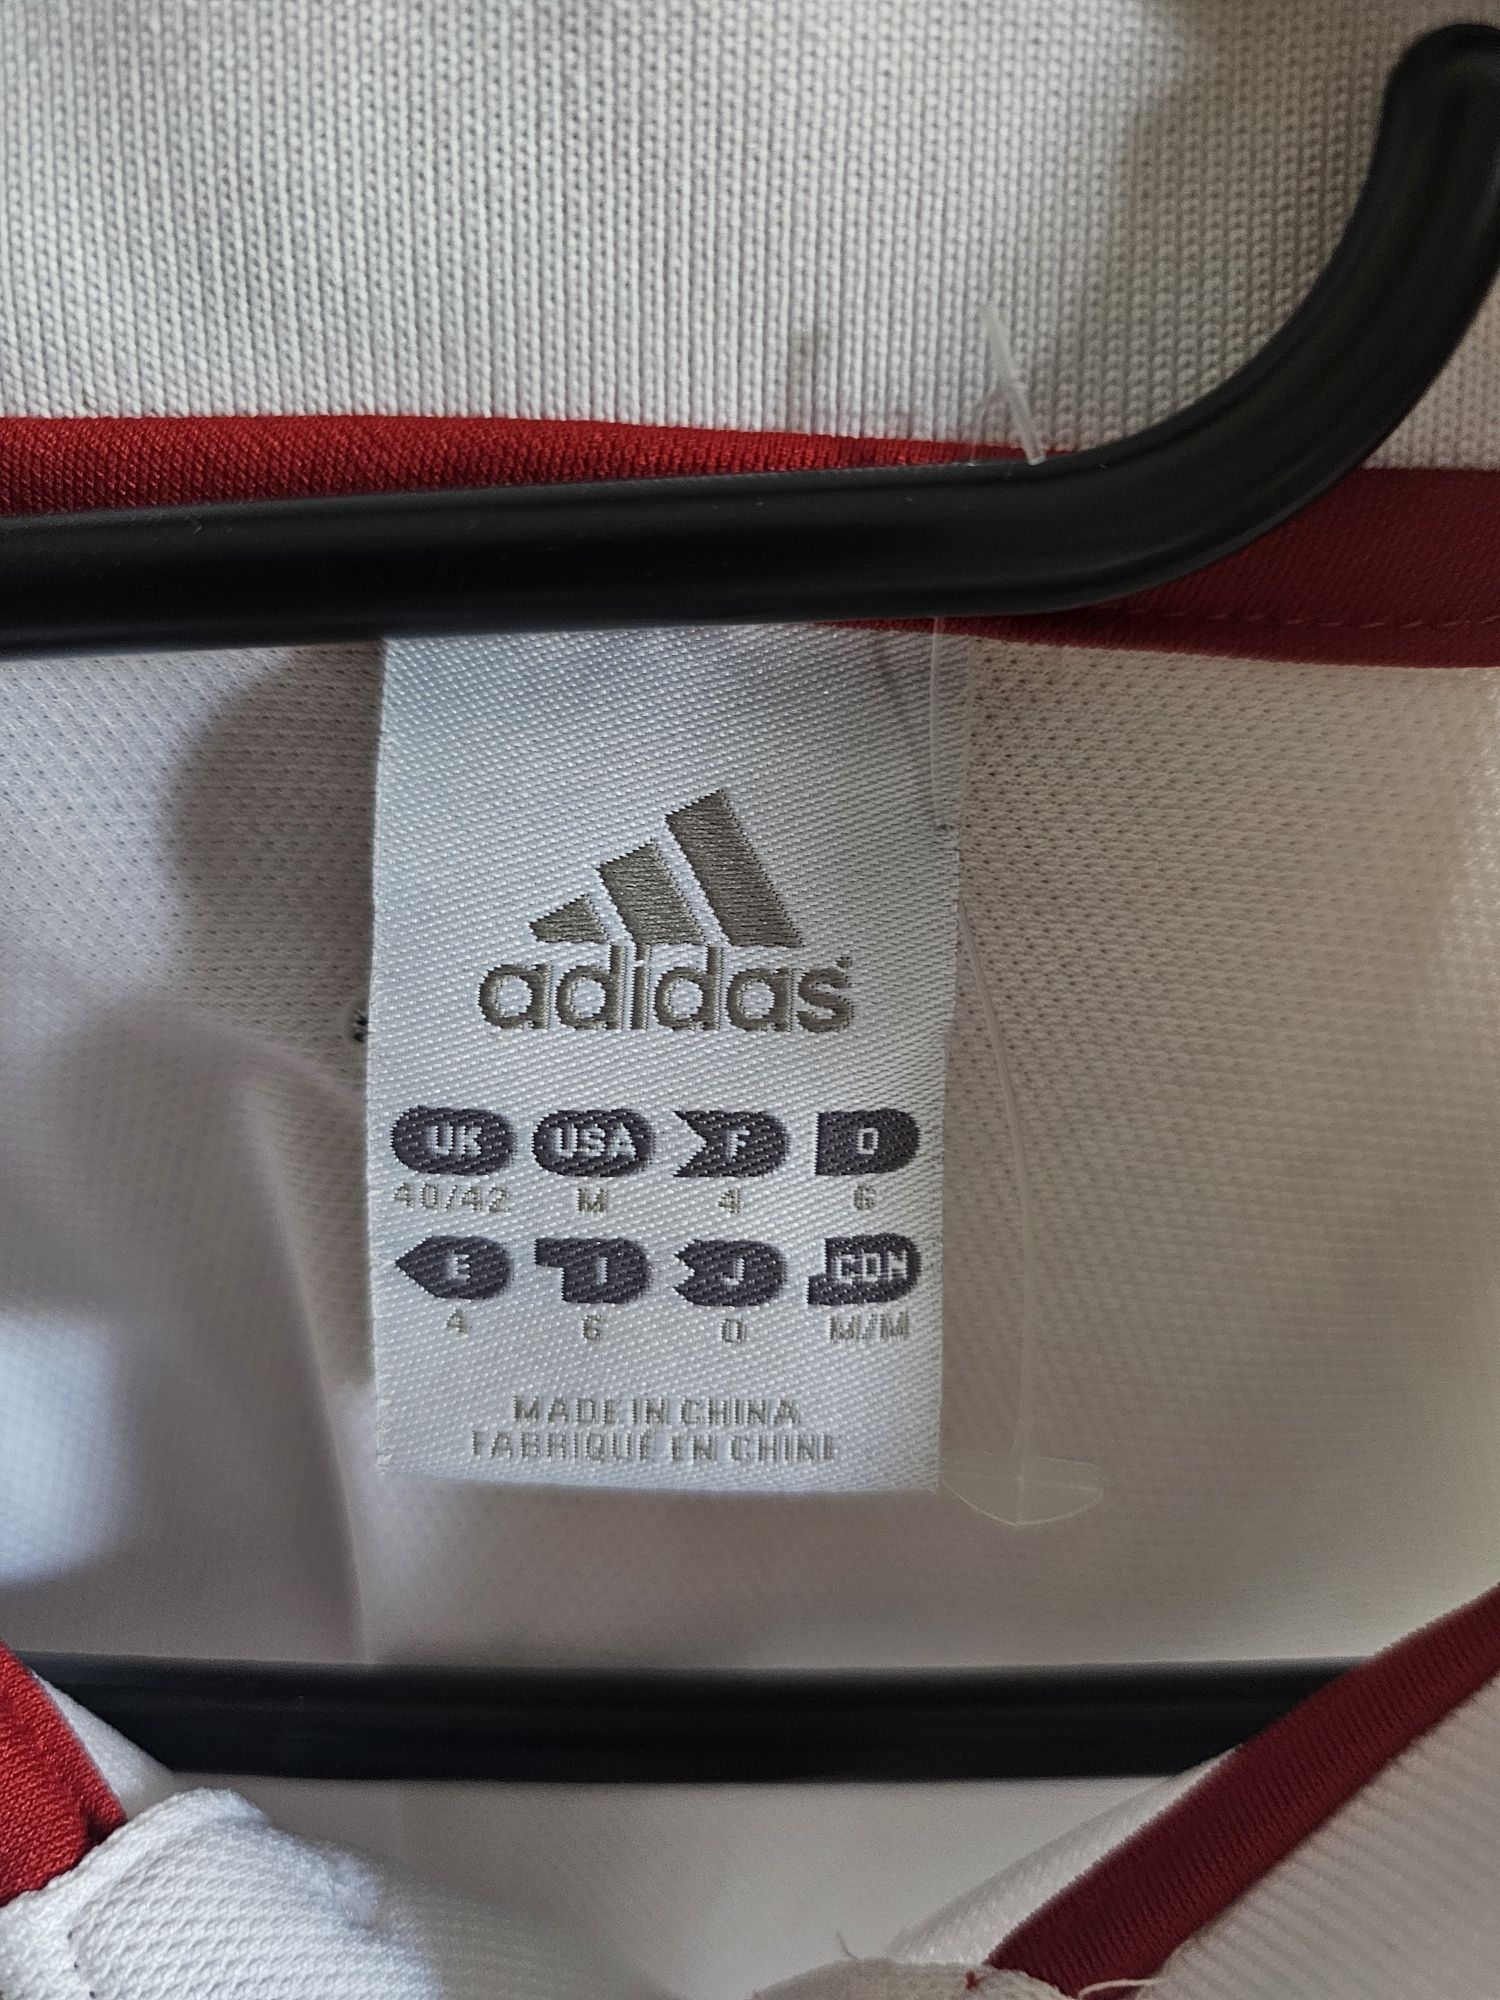 adidas
UK USA F D
40/42 M 4 6
E I J CDN
4 6 O M/M
MADE IN CHINA
FABRIQUÉ EN CHINE